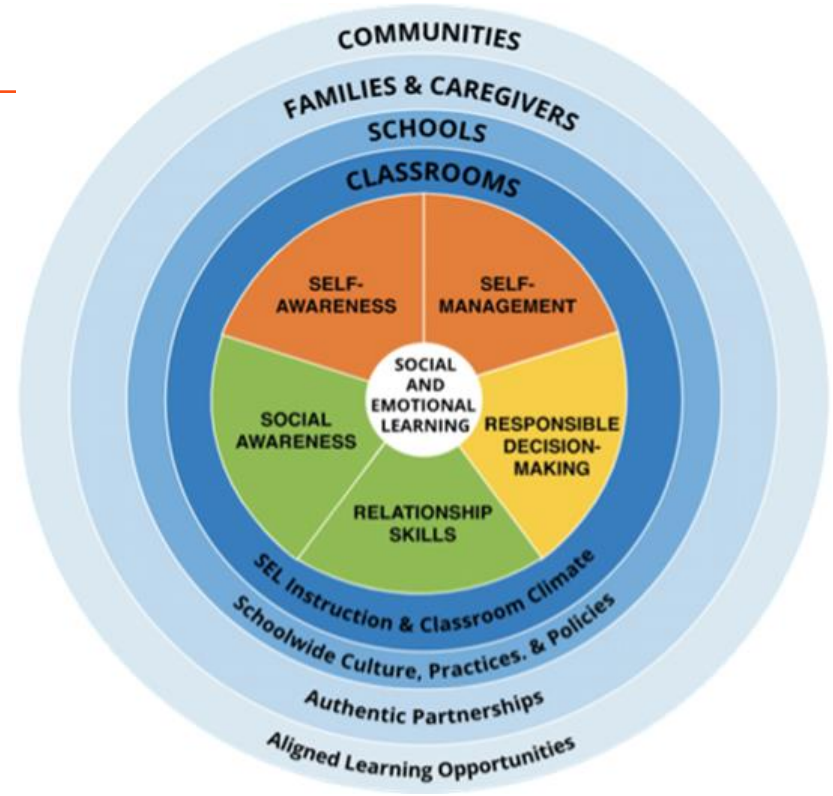 COMMUNITIES
FAMILIES & CAREGIVERS
SCHOOLS
CLASSROOMS
SELF-
AWARENESS
SELF-
MANAGEMENT
SOCIAL
AND
EMOTIONAL
LEARNING
SOCIAL
AWARENESS
RESPONSIBLE
DECISION-
MAKING
RELATIONSHIP
SKILLS
SEL Instruction & Classroom Climate
Schoolwide Culture, Practices. & Policies
Authentic Partnerships
Aligned Learning Opportunities